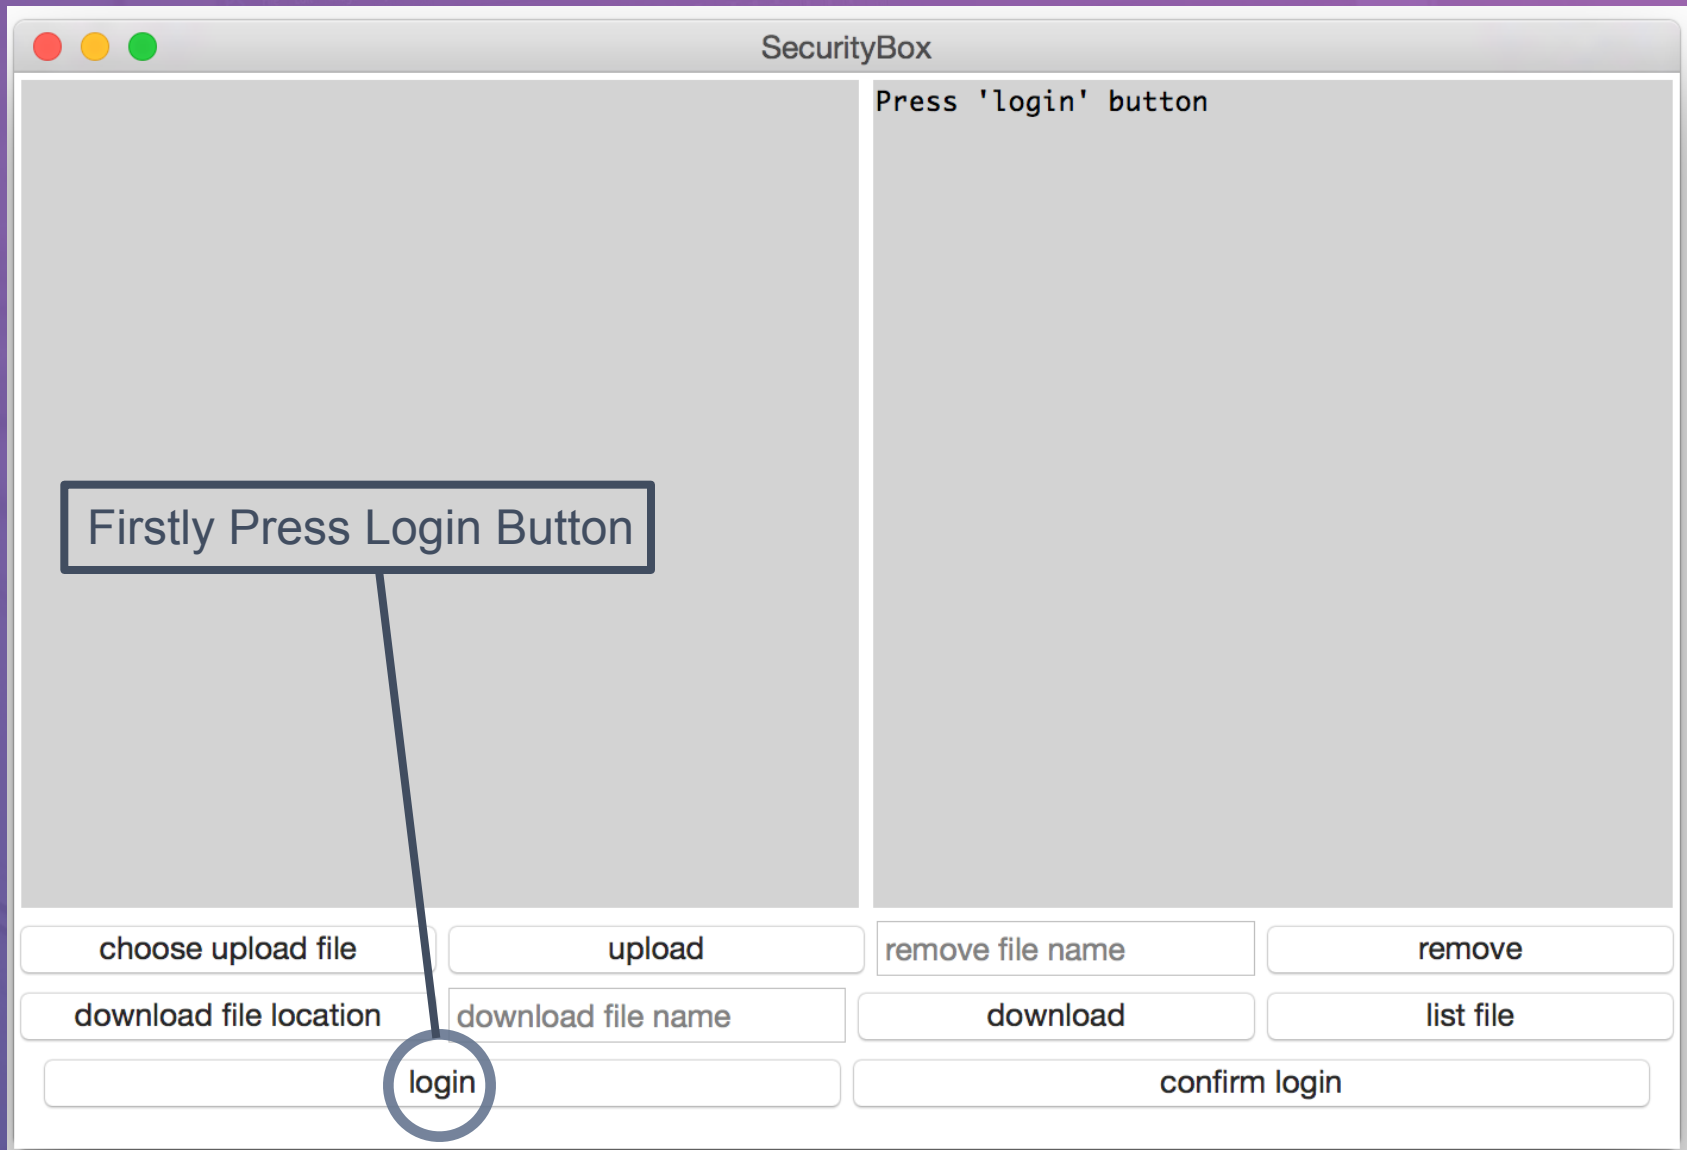 SecurityBox
Press 'login' button
Firstly Press Login Button
choose upload file
upload
remove file name
remove
download file location
download file name
download
list file
login
confirm login